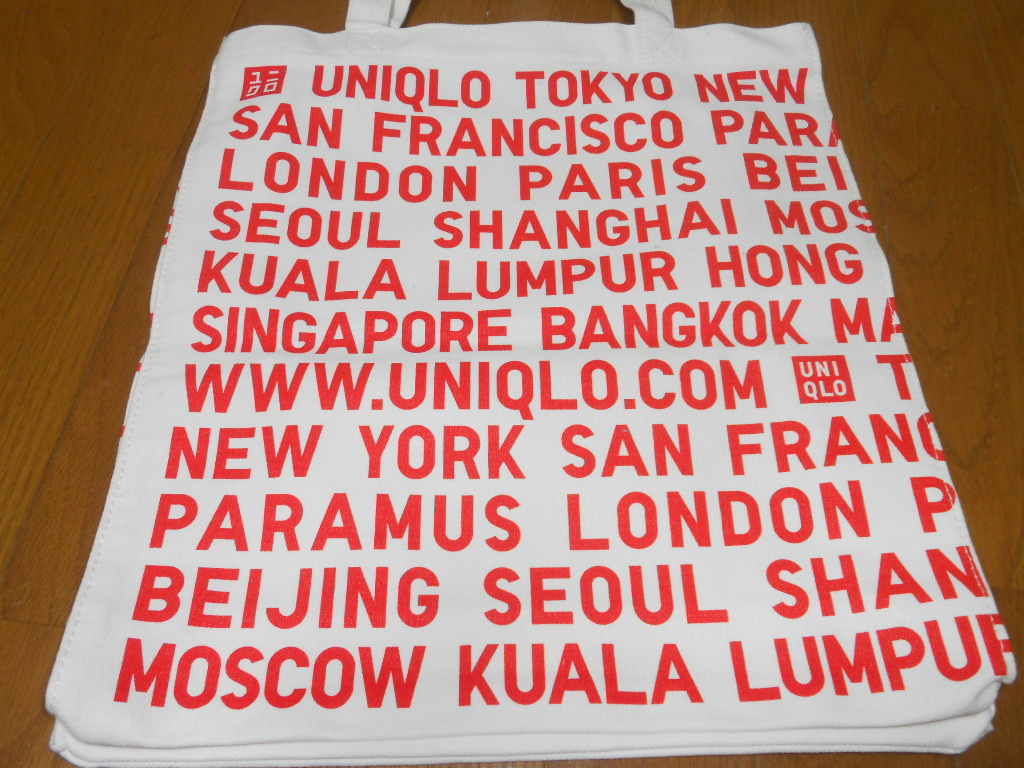 ユニクロ UNIQLO TOKYO NEW
SAN FRANCISCO PARA
LONDON PARIS BEI
SEOUL SHANGHAI MOS
KUALA LUMPUR HONG
SINGAPORE BANGKOK MA
WWW.UNIQLO.COM UNIQLO T
NEW YORK SAN FRANC
PARAMUS LONDON P
BEIJING SEOUL SHAN
MOSCOW KUALA LUMPUR